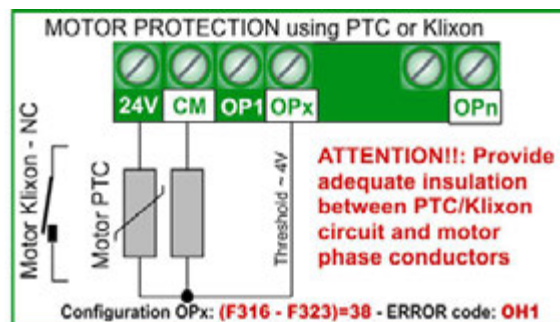 MOTOR PROTECTION using PTC or Klixon
24V CM OP1 OPx OPn
Motor Klixon - NC
Motor PTC
Threshold ~ 4V
ATTENTION!!: Provide
adequate insulation
between PTC/Klixon
circuit and motor
phase conductors
Configuration OPx: (F316 - F323)=38 - ERROR code: OH1